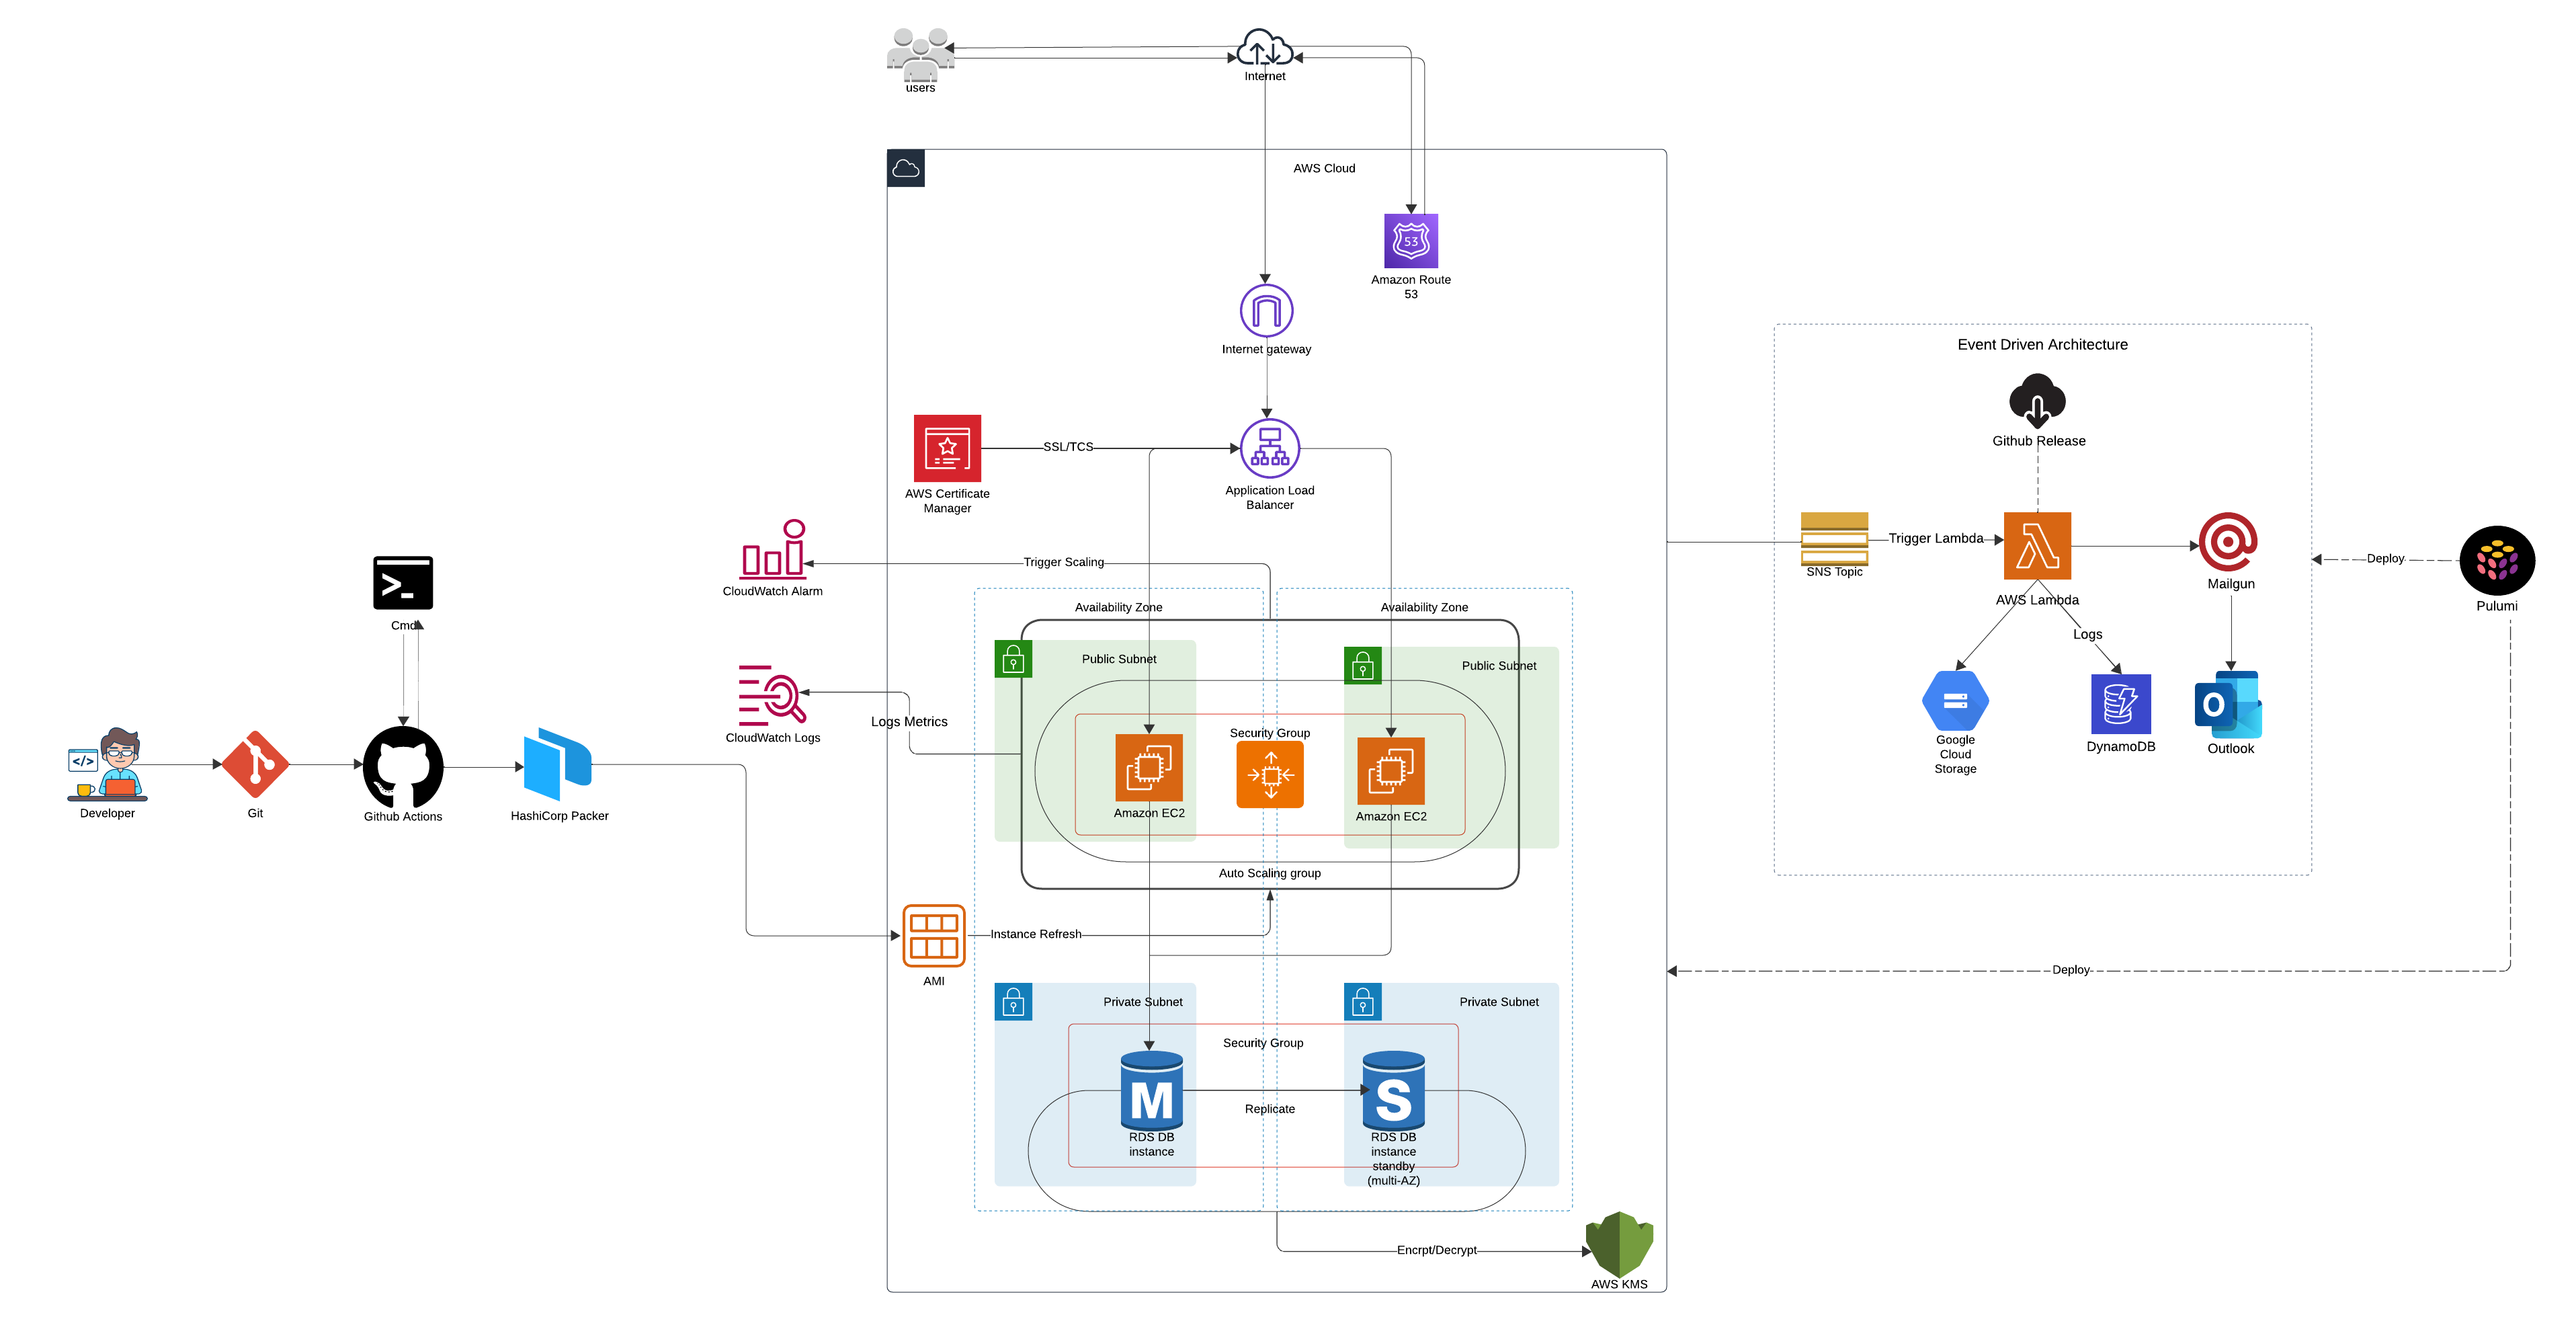 users
Internet
AWS Cloud
53
Amazon Route
53
Internet gateway
SSL/TCS
AWS Certificate
Manager
Application Load
Balancer
Trigger Scaling
CloudWatch Alarm
Availability Zone
Availability Zone
Public Subnet
Public Subnet
Logs Metrics
CloudWatch Logs
Security Group
Amazon EC2
Amazon EC2
Auto Scaling group
>_
Cmd
</>
Developer
Git
Github Actions
HashiCorp Packer
Instance Refresh
AMI
Private Subnet
Private Subnet
Security Group
M
S
Replicate
RDS DB
instance
RDS DB
instance
standby
(multi-AZ)
Encrpt/Decrypt
AWS KMS
Event Driven Architecture
Github Release
Trigger Lambda
SNS Topic
AWS Lambda
Mailgun
Logs
Google
Cloud
Storage
DynamoDB
O
Outlook
Deploy
Pulumi
Deploy